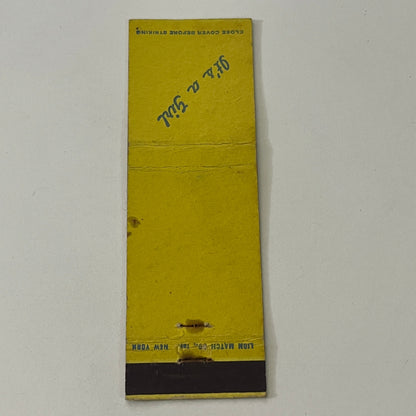 CLOSE COVER BEFORE STRIKING
It's a Girl
LION MATCH CO., INC. NEW YORK